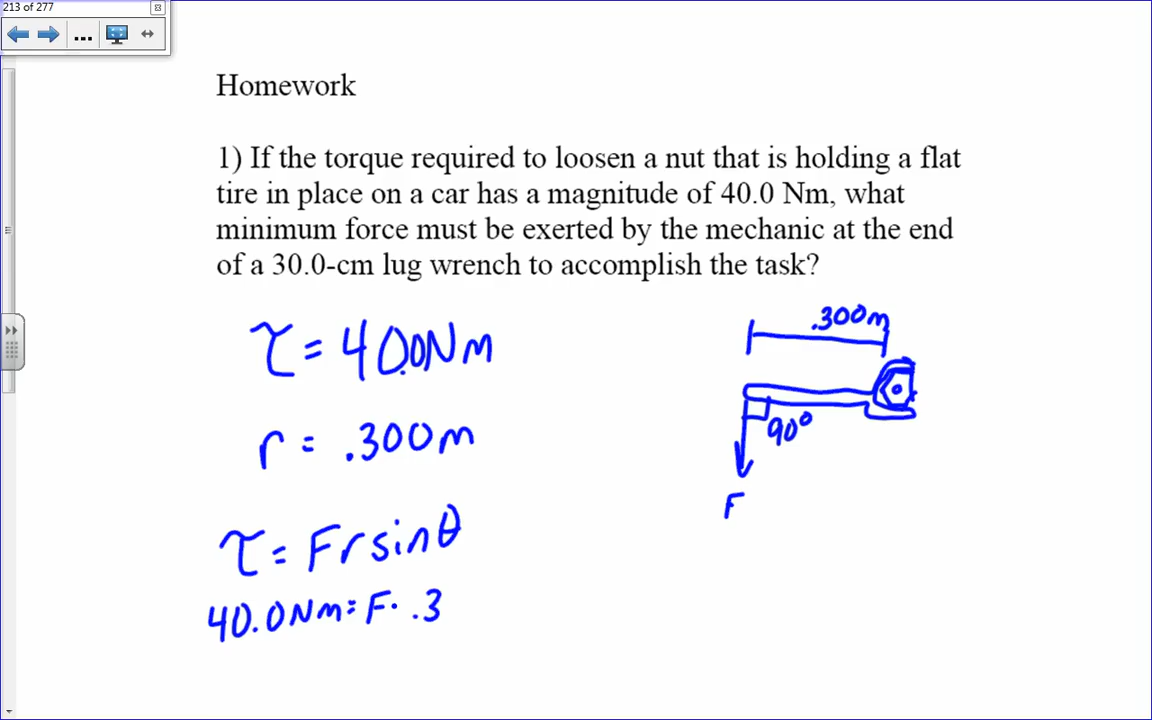 213 of 277
Homework
1) If the torque required to loosen a nut that is holding a flat
tire in place on a car has a magnitude of 40.0 Nm, what
minimum force must be exerted by the mechanic at the end
of a 30.0-cm lug wrench to accomplish the task?
τ = 40.0Nm
r = .300m
τ = Frsinθ
40.0Nm = F· .3
.300m
90°
F